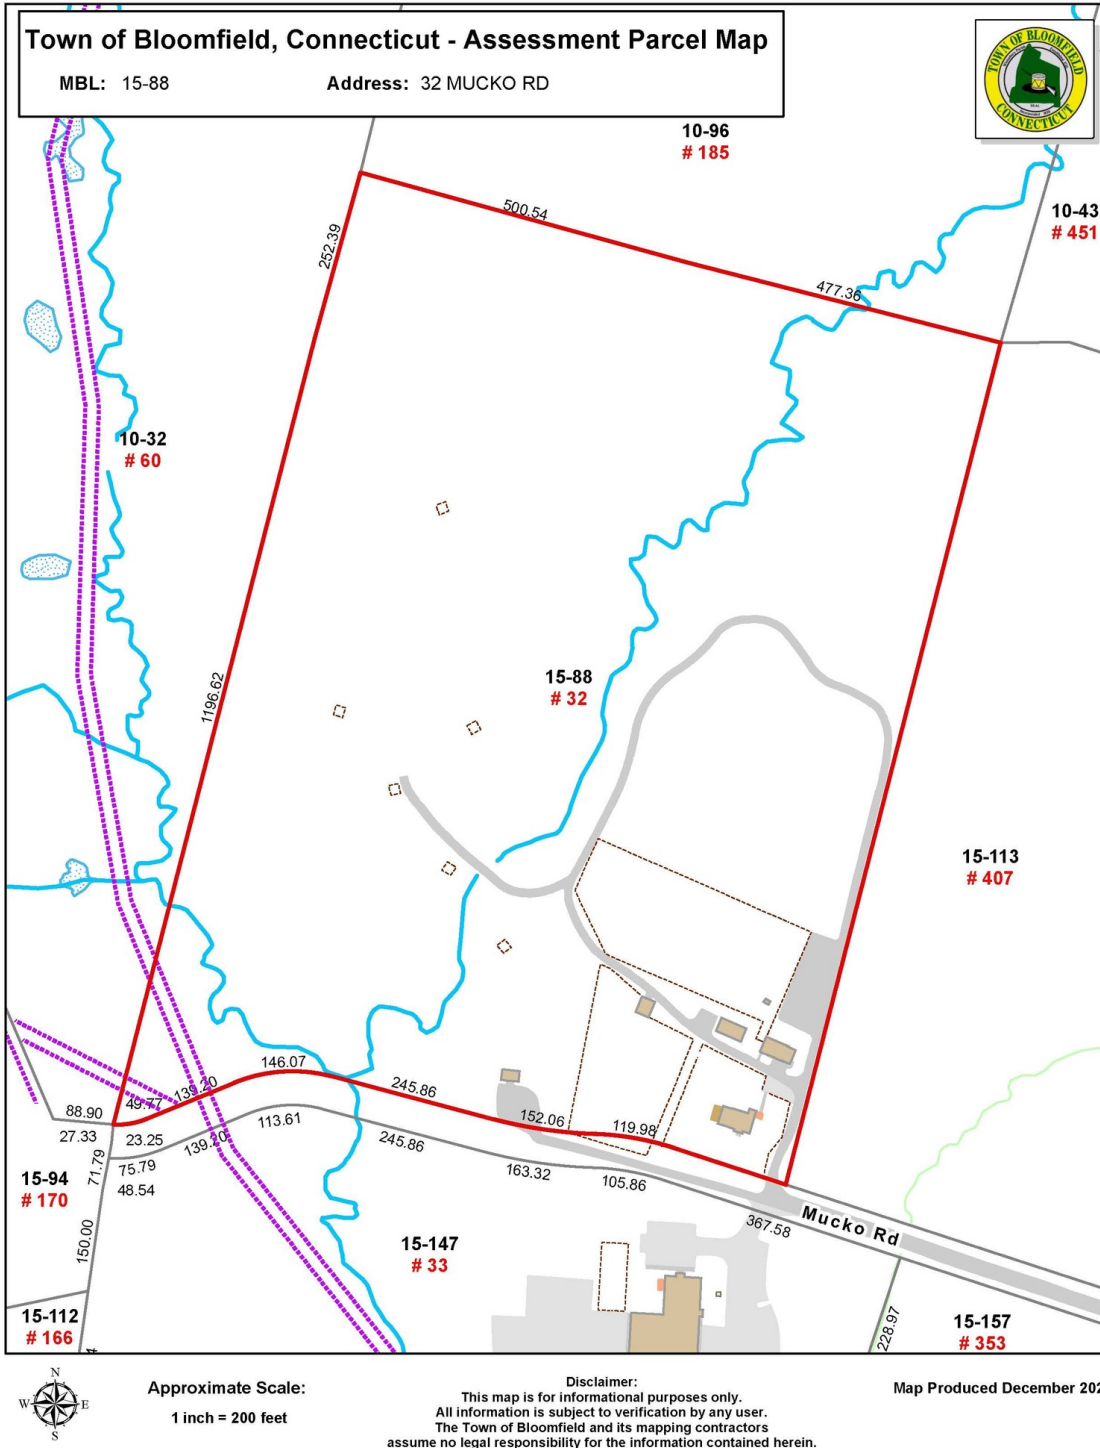 Town of Bloomfield, Connecticut - Assessment Parcel Map
MBL: 15-88 Address: 32 MUCKO RD
TOWN OF BLOOMFIELD
CONNECTICUT
10-96
# 185
10-43
# 451
500.54
252.39
477.36
10-32
# 60
15-88
# 32
1196.62
15-113
# 407
146.07
139.20
49.77
245.86
88.90
152.06
119.98
27.33
23.25
139.20
113.61
245.86
71.79
75.79
163.32
105.86
48.54
15-94
# 170
367.58
Mucko Rd
150.00
15-147
# 33
15-112
# 166
228.97
15-157
# 353
4
N
W E
S
Approximate Scale:
1 inch = 200 feet
Disclaimer:
This map is for informational purposes only.
All information is subject to verification by any user.
The Town of Bloomfield and its mapping contractors
assume no legal responsibility for the information contained herein.
Map Produced December 202